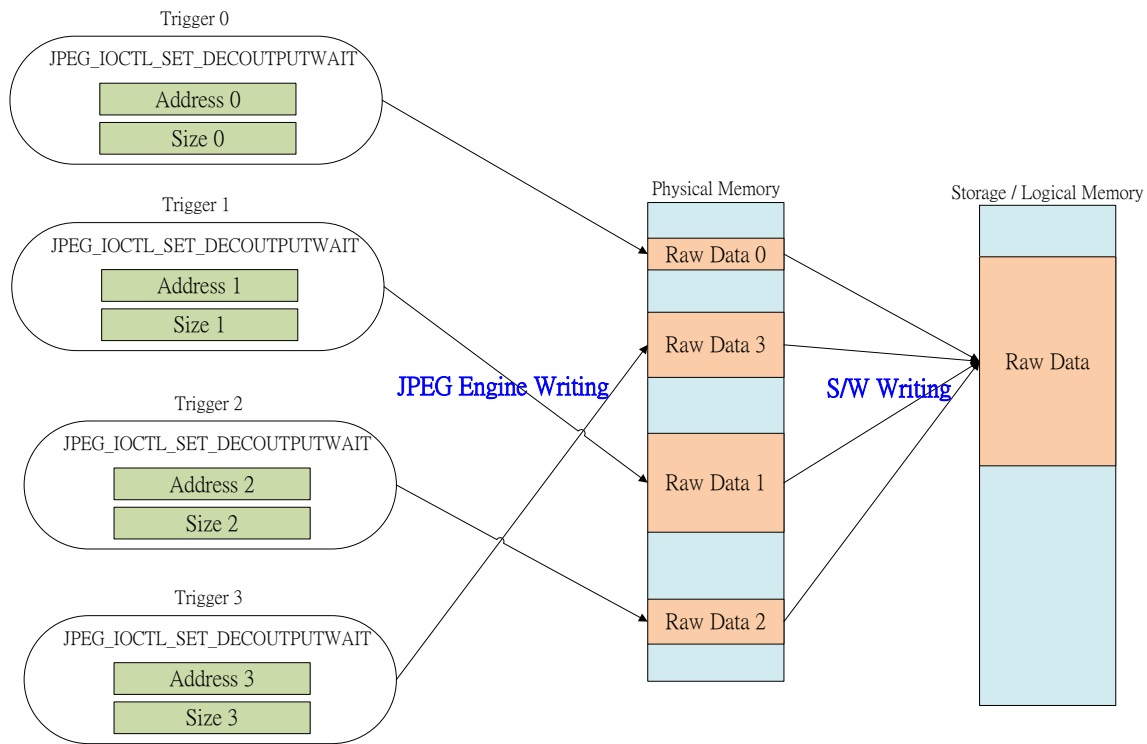 Trigger 0
JPEG_IOCTL_SET_DECOUTPUTWAIT
Address 0
Size 0
Trigger 1
JPEG_IOCTL_SET_DECOUTPUTWAIT
Address 1
Size 1
Trigger 2
JPEG_IOCTL_SET_DECOUTPUTWAIT
Address 2
Size 2
Trigger 3
JPEG_IOCTL_SET_DECOUTPUTWAIT
Address 3
Size 3
JPEG Engine Writing
Physical Memory
Raw Data 0
Raw Data 3
Raw Data 1
Raw Data 2
S/W Writing
Storage / Logical Memory
Raw Data